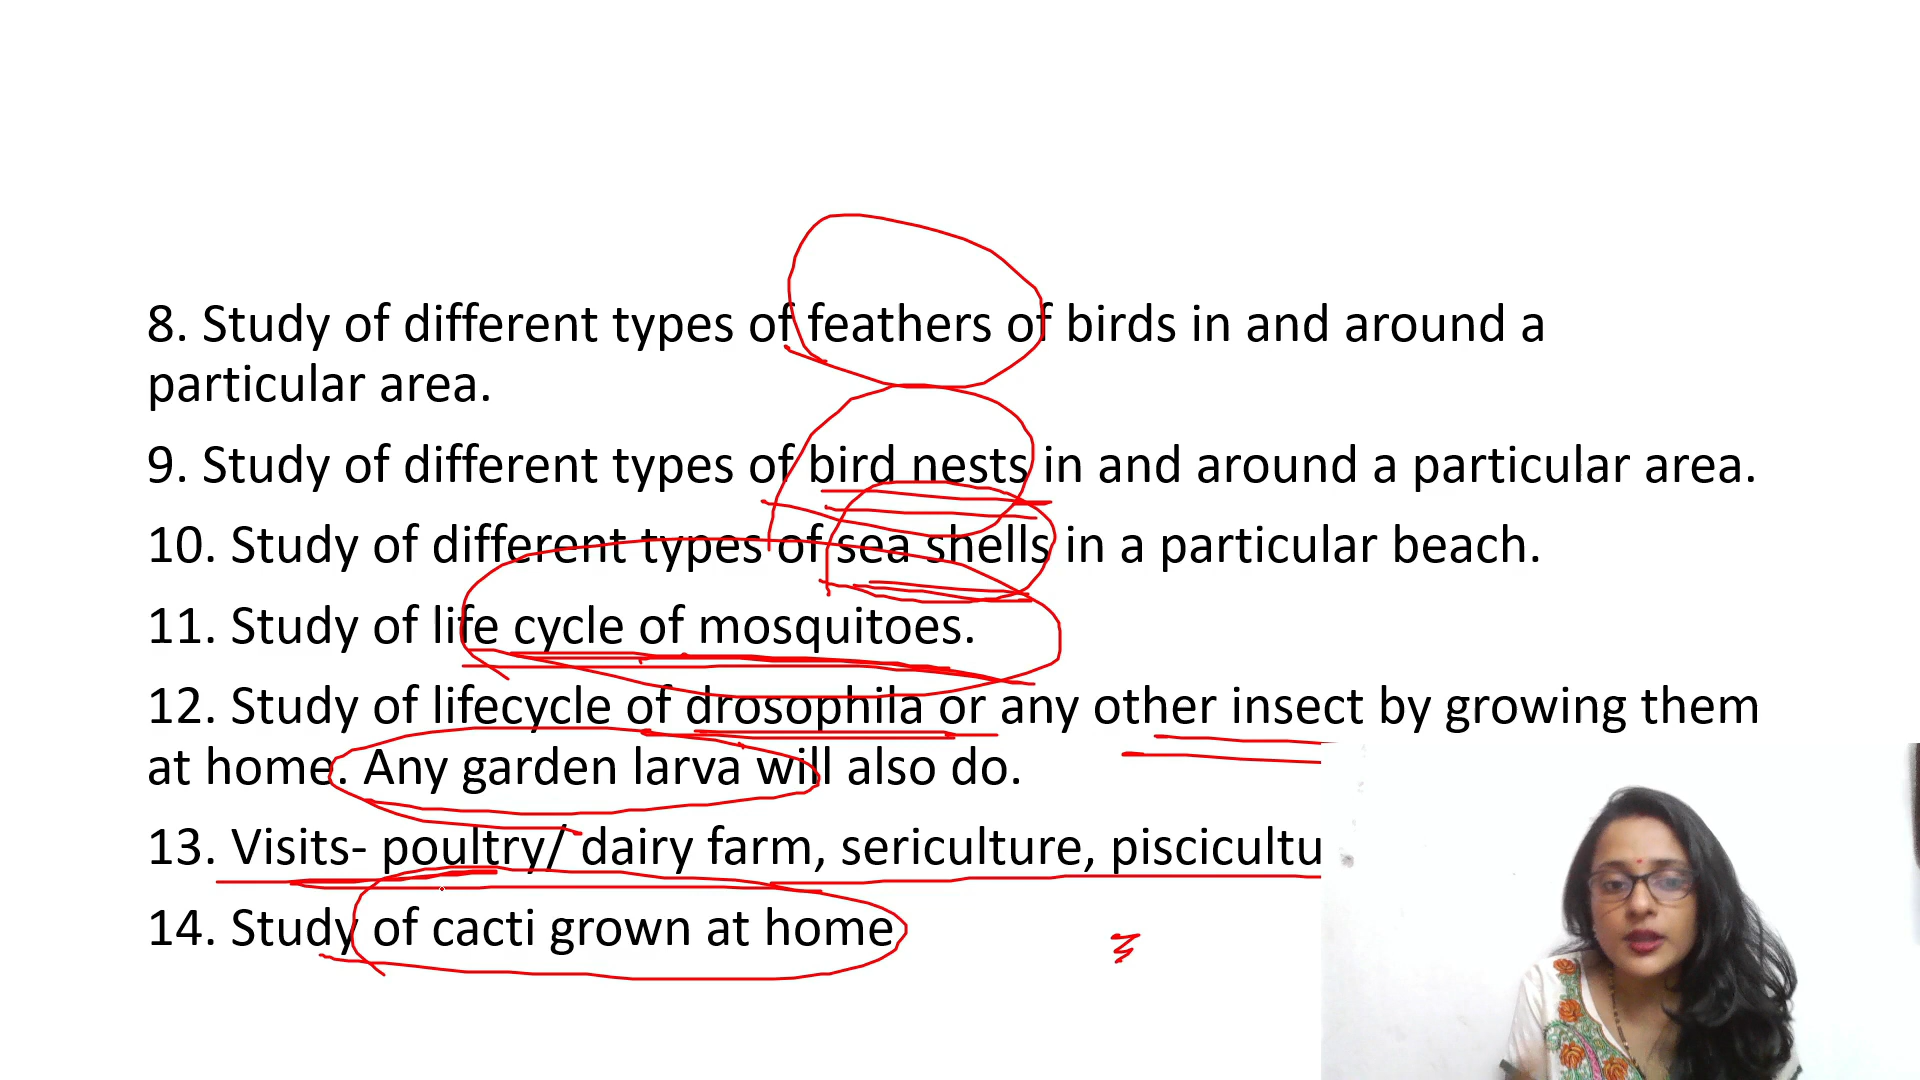 8. Study of different types of feathers of birds in and around a
particular area.
9. Study of different types of bird nests in and around a particular area.
10. Study of different types of sea shells in a particular beach.
11. Study of life cycle of mosquitoes.
12. Study of lifecycle of drosophila or any other insect by growing them
at home. Any garden larva will also do.
13. Visits- poultry/ dairy farm, sericulture, piscicultu
14. Study of cacti grown at home